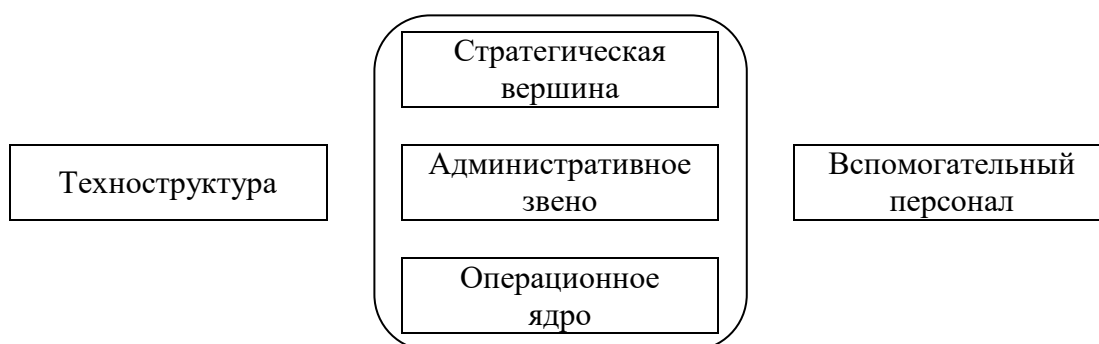 Стратегическая
вершина
Техноструктура
Административное
звено
Вспомогательный
персонал
Операционное
ядро